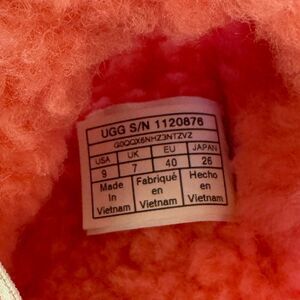 UGG S/N 1120876
G0QQX6NHZ3NTZVZ
USA UK EU JAPAN
9 7 40 26
Made in Vietnam Fabriqué en Vietnam Hecho en Vietnam